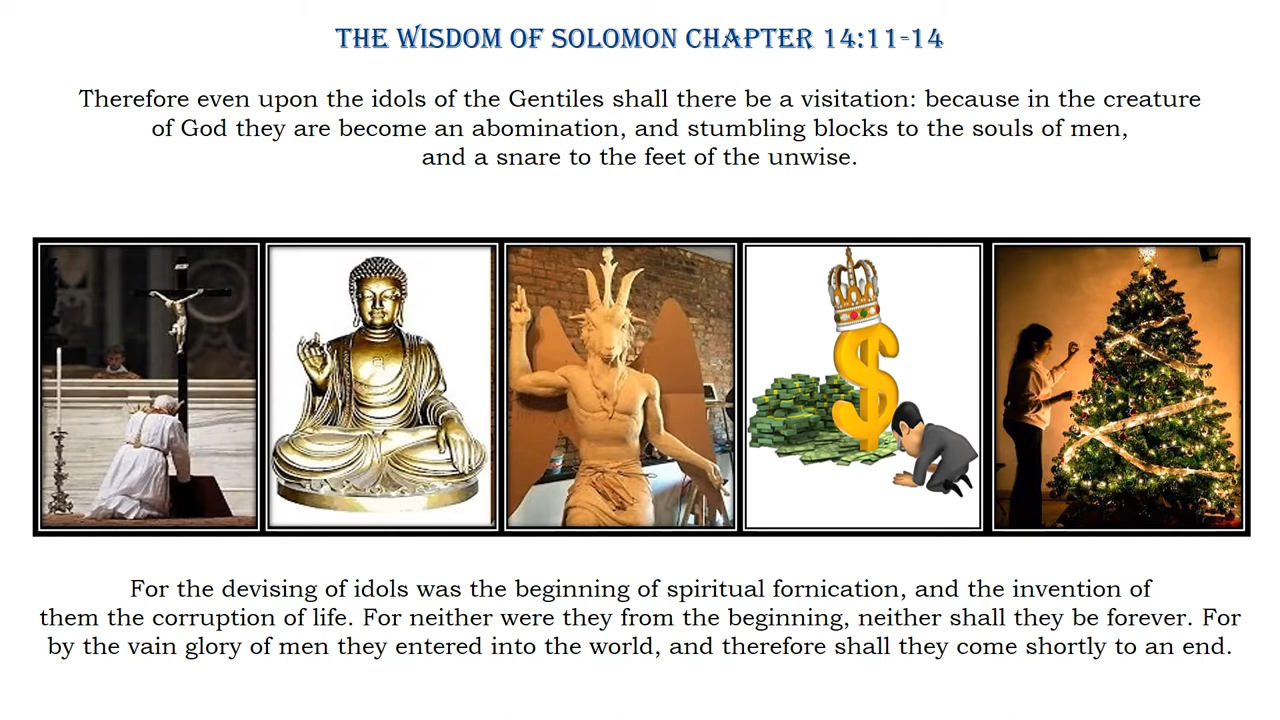 THE WISDOM OF SOLOMON CHAPTER 14:11-14
Therefore even upon the idols of the Gentiles shall there be a visitation: because in the creature
of God they are become an abomination, and stumbling blocks to the souls of men,
and a snare to the feet of the unwise.
For the devising of idols was the beginning of spiritual fornication, and the invention of
them the corruption of life. For neither were they from the beginning, neither shall they be forever. For
by the vain glory of men they entered into the world, and therefore shall they come shortly to an end.